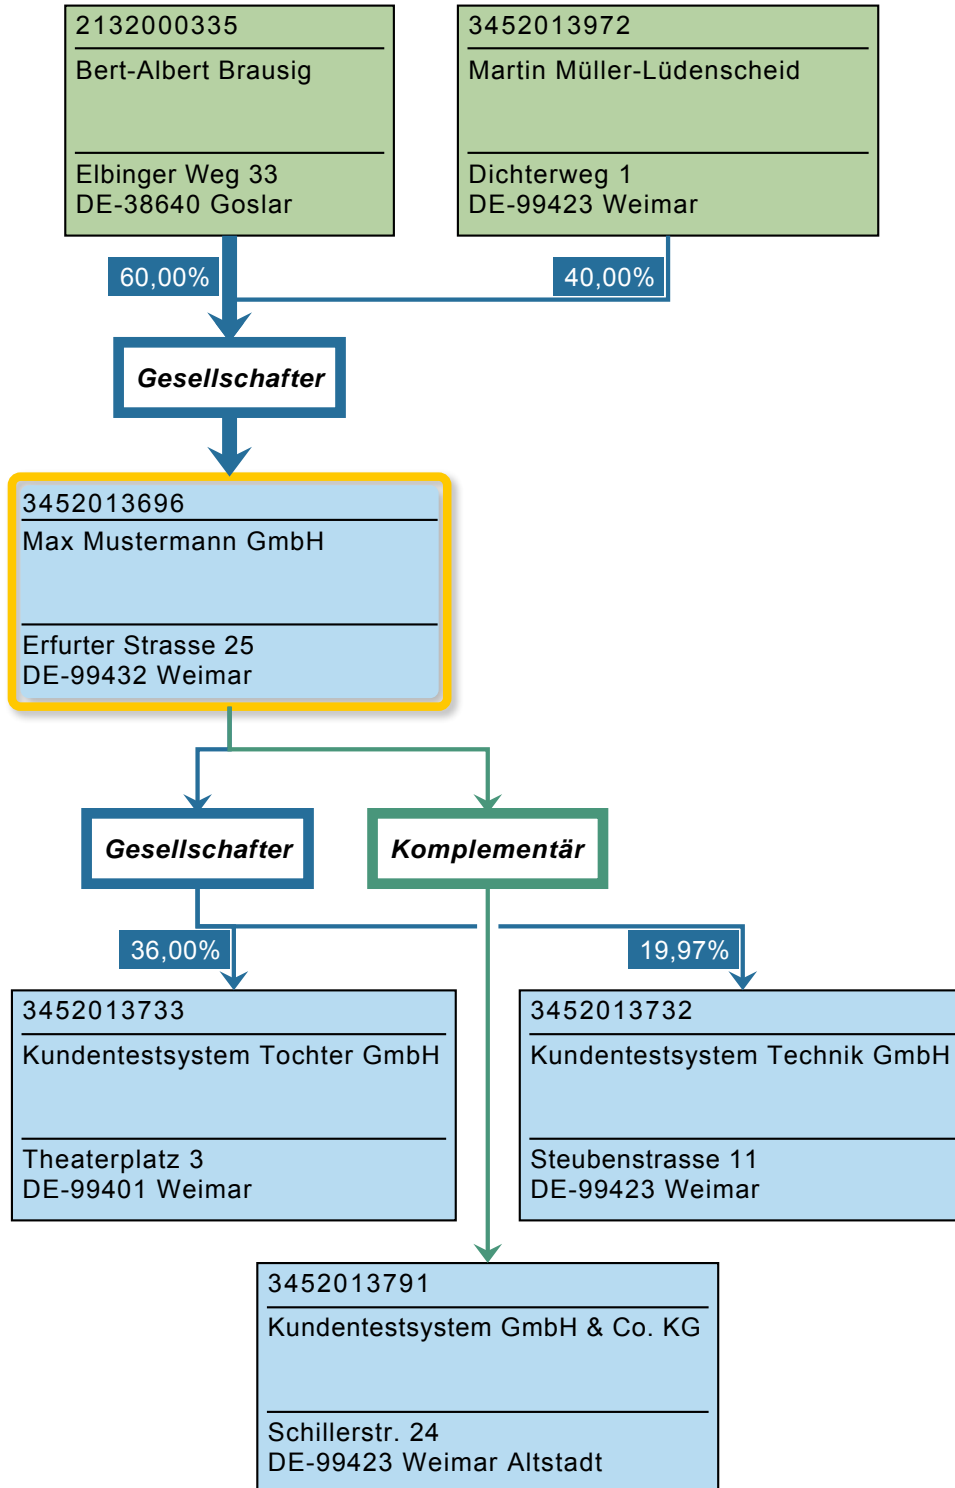 2132000335
Bert-Albert Brausig
Elbinger Weg 33
DE-38640 Goslar
3452013972
Martin Müller-Lüdenscheid
Dichterweg 1
DE-99423 Weimar
60,00%
40,00%
Gesellschafter
3452013696
Max Mustermann GmbH
Erfurter Strasse 25
DE-99432 Weimar
Gesellschafter
Komplementär
36,00%
19,97%
3452013733
Kundentestsystem Tochter GmbH
Theaterplatz 3
DE-99401 Weimar
3452013732
Kundentestsystem Technik GmbH
Steubenstrasse 11
DE-99423 Weimar
3452013791
Kundentestsystem GmbH & Co. KG
Schillerstr. 24
DE-99423 Weimar Altstadt